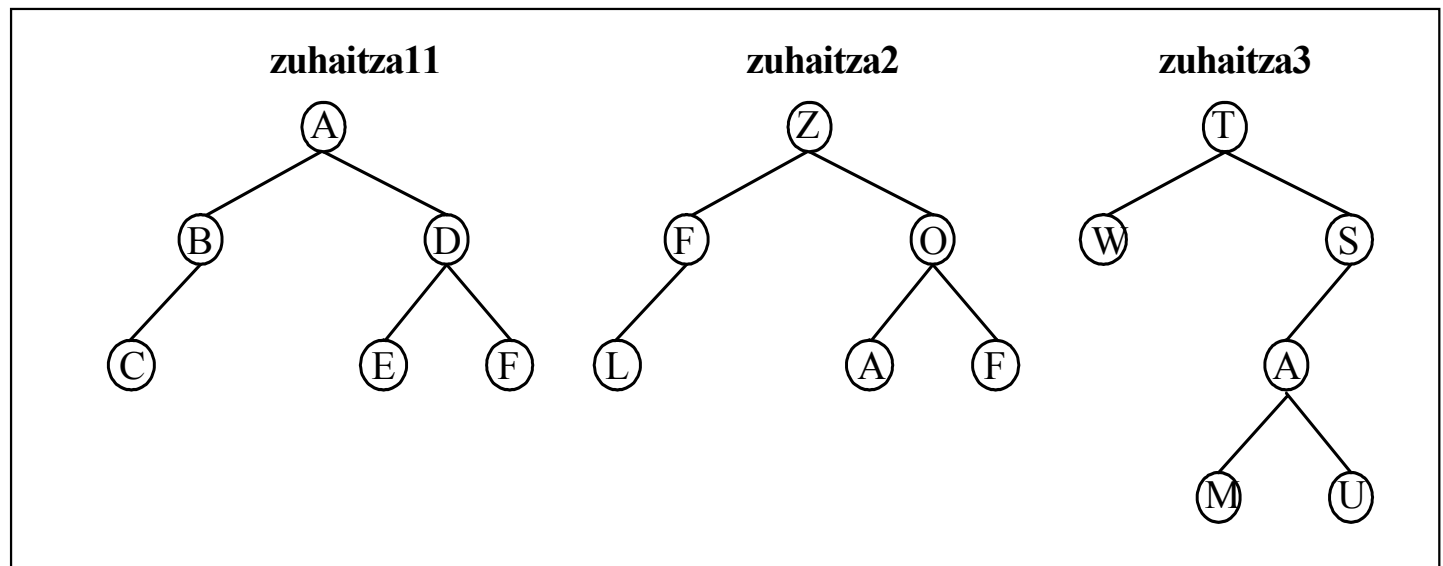 zuhaitza11 zuhaitza2 zuhaitza3
A Z T
B D F O W S
C E F L A F A
M U